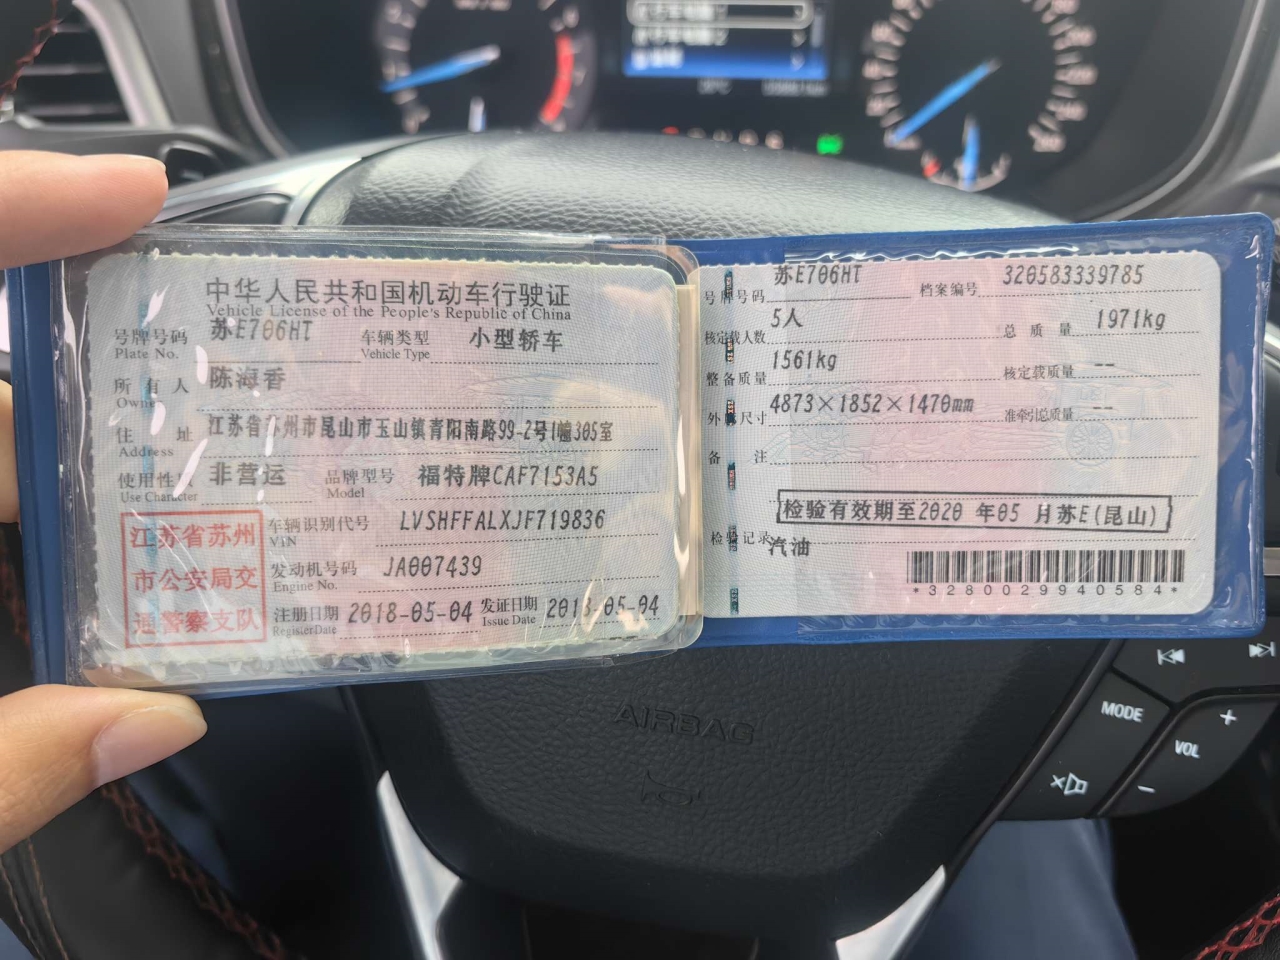 中华人民共和国机动车行驶证
Vehicle License of the People's Republic of China
号牌号码 苏E706HT 车辆类型 小型轿车
Plate No. Vehicle Type
所有人 陈海香
Owner
住址 江苏省苏州市昆山市玉山镇青阳南路99-2号1幢305室
Address
使用性 非营运 品牌型号 福特牌CAF7153A5
Use Character Model
江苏省苏州
市公安局交
通警察支队
车辆识别代号 LVSHFFALXJF719836
VIN
发动机号码 JA007439
Engine No.
注册日期 2018-05-04 发证日期 2018-05-04
Register Date Issue Date
号牌号码 苏E706HT 档案编号 320583339785
核定载人数 5人 总质量 1971kg
整备质量 1561kg 核定载质量 --
外廓尺寸 4873×1852×1470mm 准牵引总质量 --
备注
检验有效期至2020年05月苏E(昆山)
检验记录 汽油
*3280029940584*
AIRBAG
MODE
VOL
+
-